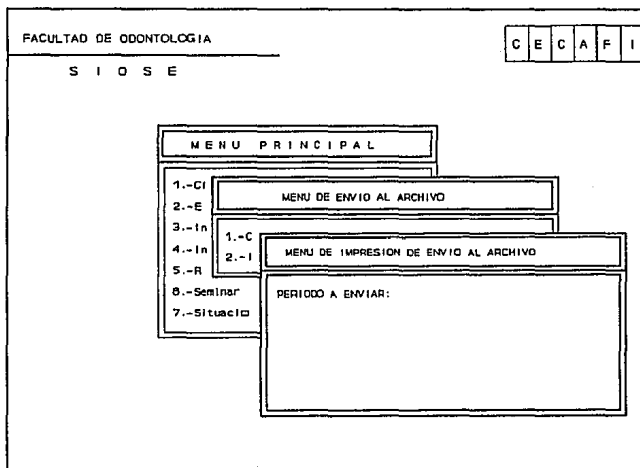 FACULTAD DE ODONTOLOGIA
C E C A F I
S I O S E
MENU PRINCIPAL
1.-Cl
MENU DE ENVIO AL ARCHIVO
2.-E
3.-In
1.-C
4.-In
2.-I
MENU DE IMPRESION DE ENVIO AL ARCHIVO
5.-R
6.-Seminar
PERIODO A ENVIAR:
7.-Situacio